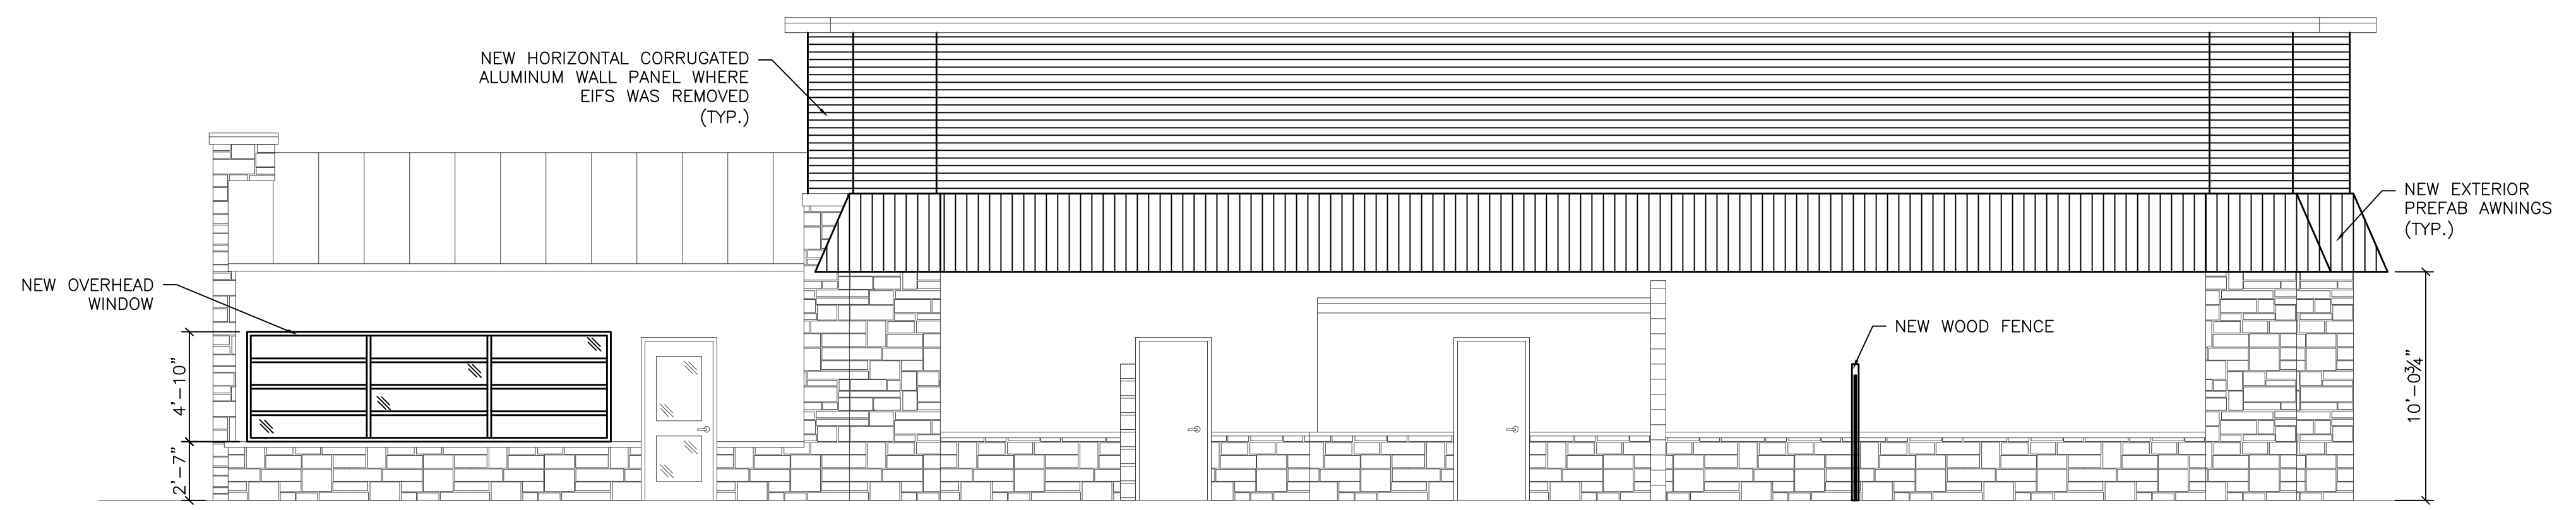 NEW HORIZONTAL CORRUGATED
ALUMINUM WALL PANEL WHERE
EIFS WAS REMOVED
(TYP.)
NEW EXTERIOR
PREFAB AWNINGS
(TYP.)
NEW OVERHEAD
WINDOW
NEW WOOD FENCE
4'-10"
2'-7"
10'-0¾"